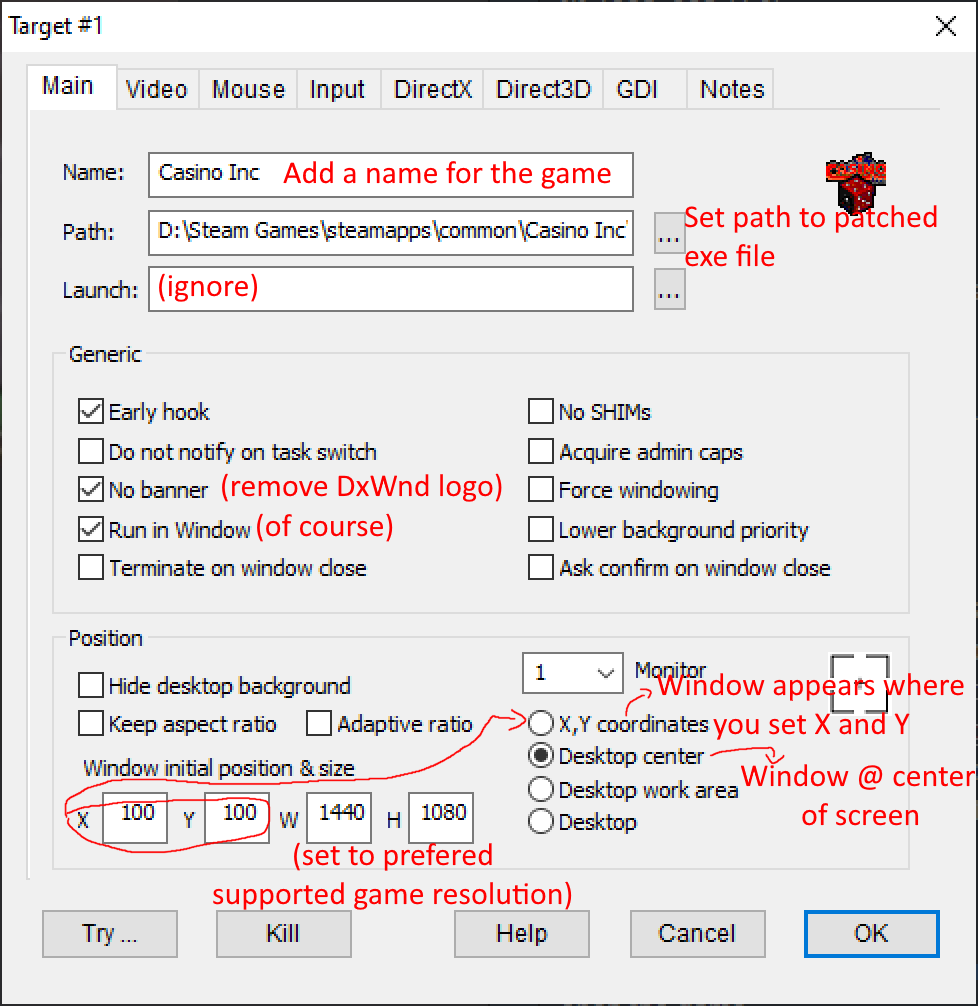 Target #1
Main Video Mouse Input DirectX Direct3D GDI Notes
Name: Casino Inc Add a name for the game
CASINO
Path: D:\Steam Games\steamapps\common\Casino Inc\ ... Set path to patched
exe file
Launch: (ignore) ...
Generic
Early hook No SHIMs
Do not notify on task switch Acquire admin caps
No banner (remove DxWnd logo) Force windowing
Run in Window (of course) Lower background priority
Terminate on window close Ask confirm on window close
Position
Hide desktop background 1 Monitor
Window appears where
Keep aspect ratio Adaptive ratio X,Y coordinates you set X and Y
Window initial position & size Desktop center
Window @ center
Desktop work area
of screen
X 100 Y 100 W 1440 H 1080 Desktop
(set to prefered
supported game resolution)
Try ... Kill Help Cancel OK